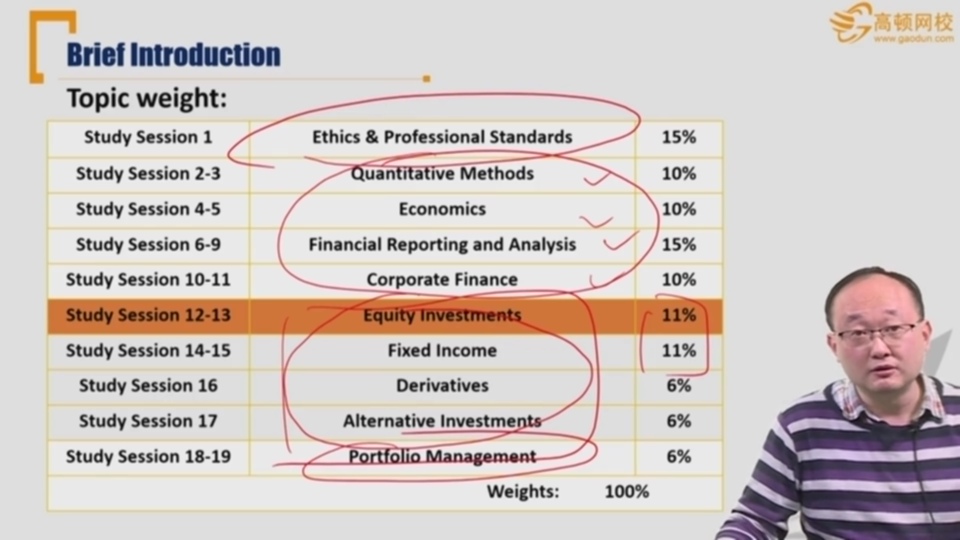 Brief Introduction
高顿网校
www.gaodun.com
Topic weight:
Study Session 1 Ethics & Professional Standards 15%
Study Session 2-3 Quantitative Methods 10%
Study Session 4-5 Economics 10%
Study Session 6-9 Financial Reporting and Analysis 15%
Study Session 10-11 Corporate Finance 10%
Study Session 12-13 Equity Investments 11%
Study Session 14-15 Fixed Income 11%
Study Session 16 Derivatives 6%
Study Session 17 Alternative Investments 6%
Study Session 18-19 Portfolio Management 6%
Weights: 100%